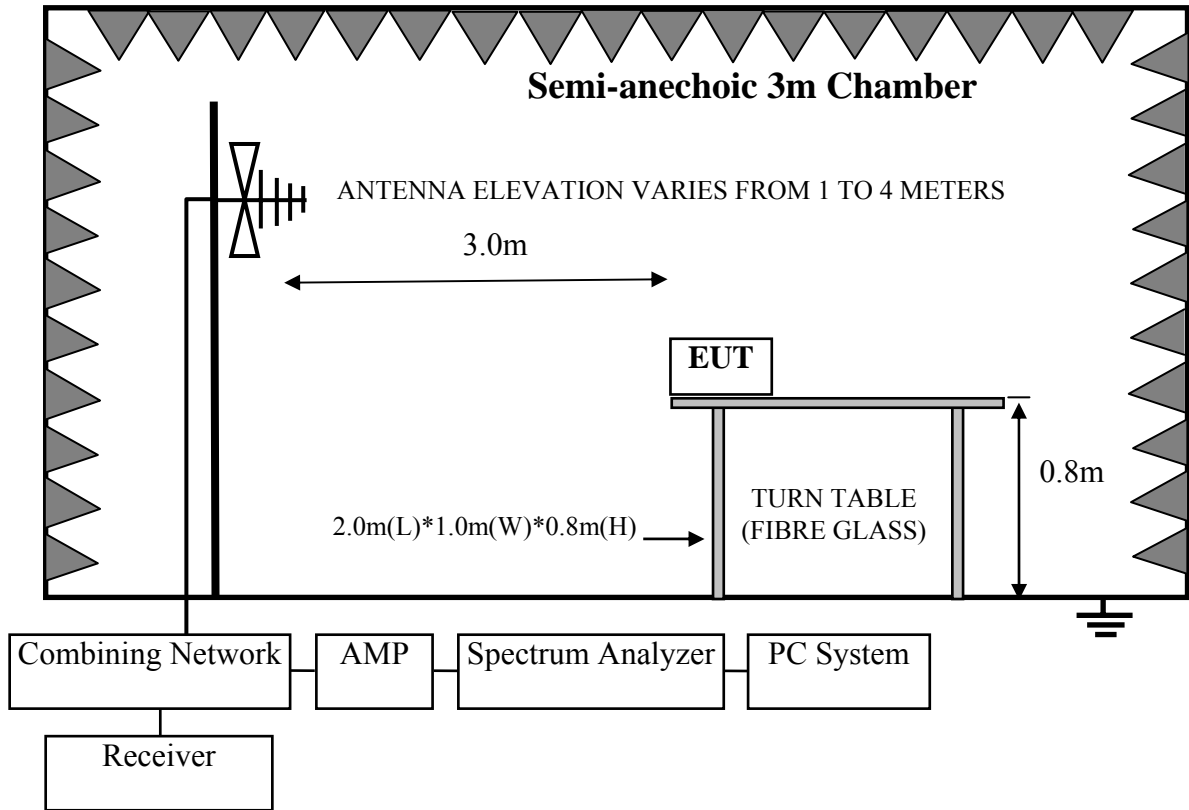 Semi-anechoic 3m Chamber
ANTENNA ELEVATION VARIES FROM 1 TO 4 METERS
3.0m
EUT
0.8m
TURN TABLE
(FIBRE GLASS)
2.0m(L)*1.0m(W)*0.8m(H)
Combining Network
AMP
Spectrum Analyzer
PC System
Receiver